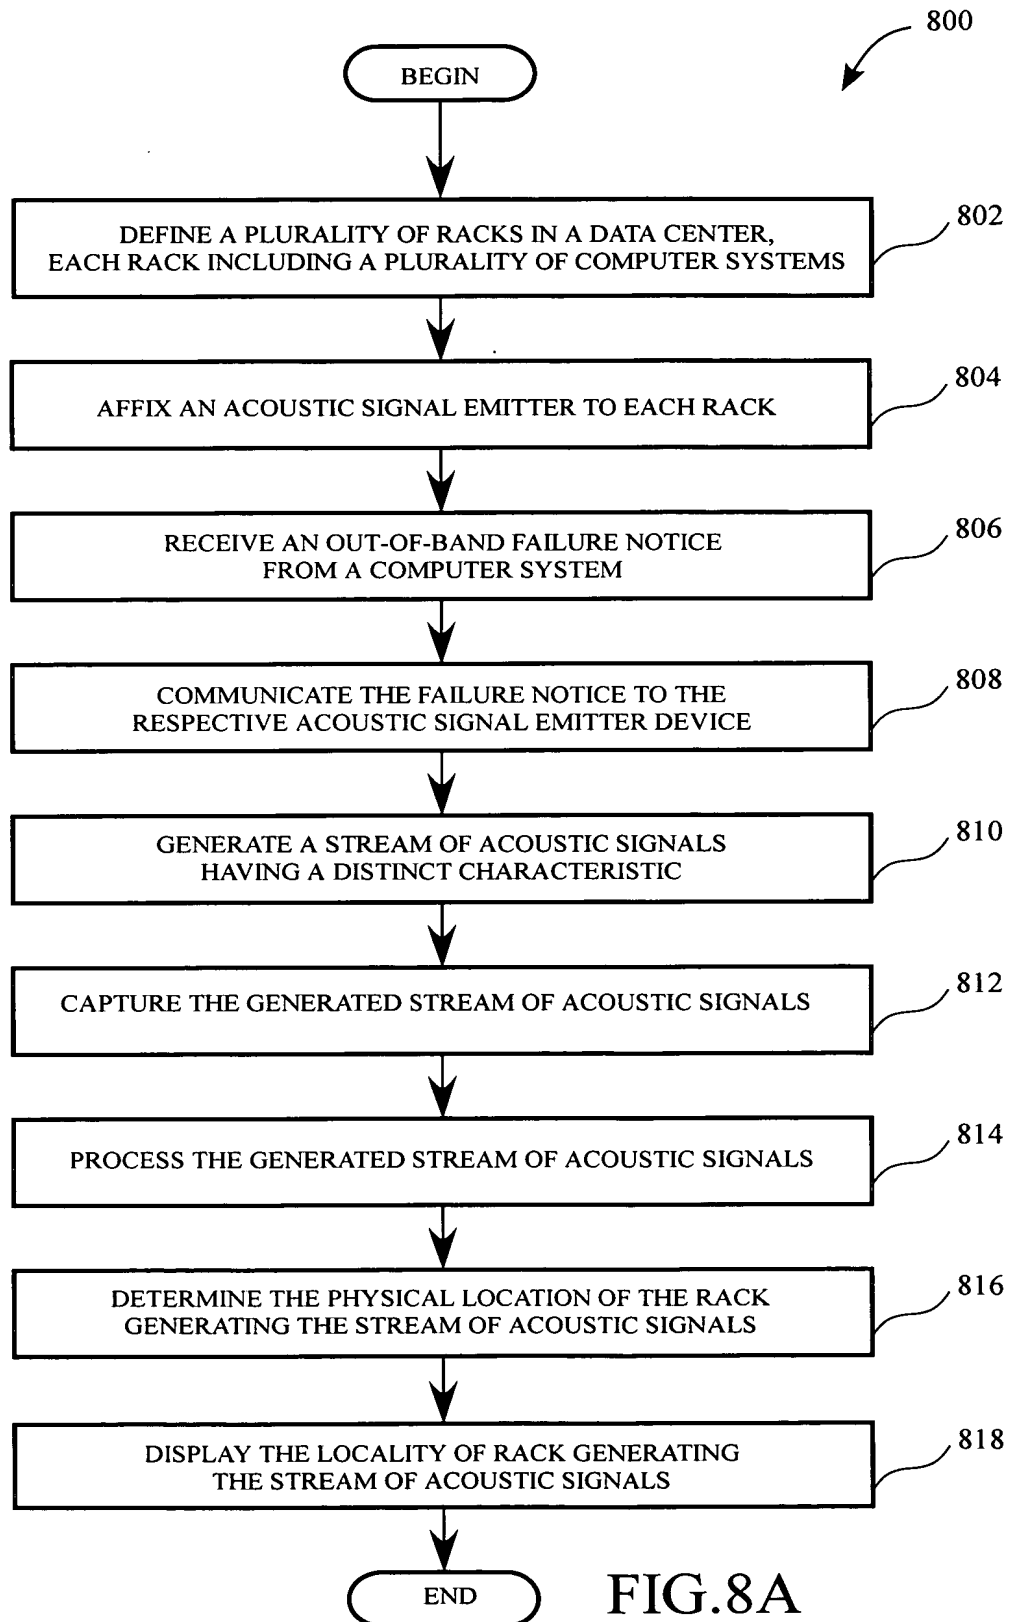 800
BEGIN
802
DEFINE A PLURALITY OF RACKS IN A DATA CENTER,
EACH RACK INCLUDING A PLURALITY OF COMPUTER SYSTEMS
804
AFFIX AN ACOUSTIC SIGNAL EMITTER TO EACH RACK
806
RECEIVE AN OUT-OF-BAND FAILURE NOTICE
FROM A COMPUTER SYSTEM
808
COMMUNICATE THE FAILURE NOTICE TO THE
RESPECTIVE ACOUSTIC SIGNAL EMITTER DEVICE
810
GENERATE A STREAM OF ACOUSTIC SIGNALS
HAVING A DISTINCT CHARACTERISTIC
812
CAPTURE THE GENERATED STREAM OF ACOUSTIC SIGNALS
814
PROCESS THE GENERATED STREAM OF ACOUSTIC SIGNALS
816
DETERMINE THE PHYSICAL LOCATION OF THE RACK
GENERATING THE STREAM OF ACOUSTIC SIGNALS
818
DISPLAY THE LOCALITY OF RACK GENERATING
THE STREAM OF ACOUSTIC SIGNALS
END
FIG.8A